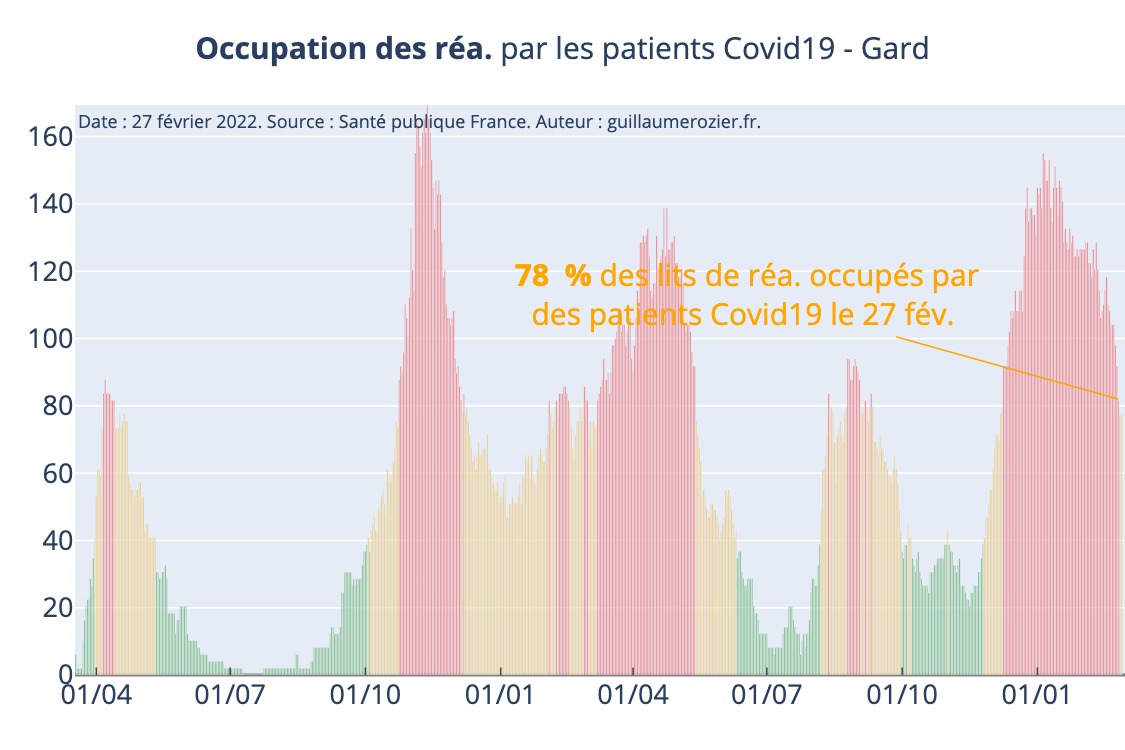 Occupation des réa. par les patients Covid19 - Gard
Date : 27 février 2022. Source : Santé publique France. Auteur : guillaumerozier.fr.
160
140
120
100
80
60
40
20
0
78 % des lits de réa. occupés par
des patients Covid19 le 27 fév.
01/04 01/07 01/10 01/01 01/04 01/07 01/10 01/01